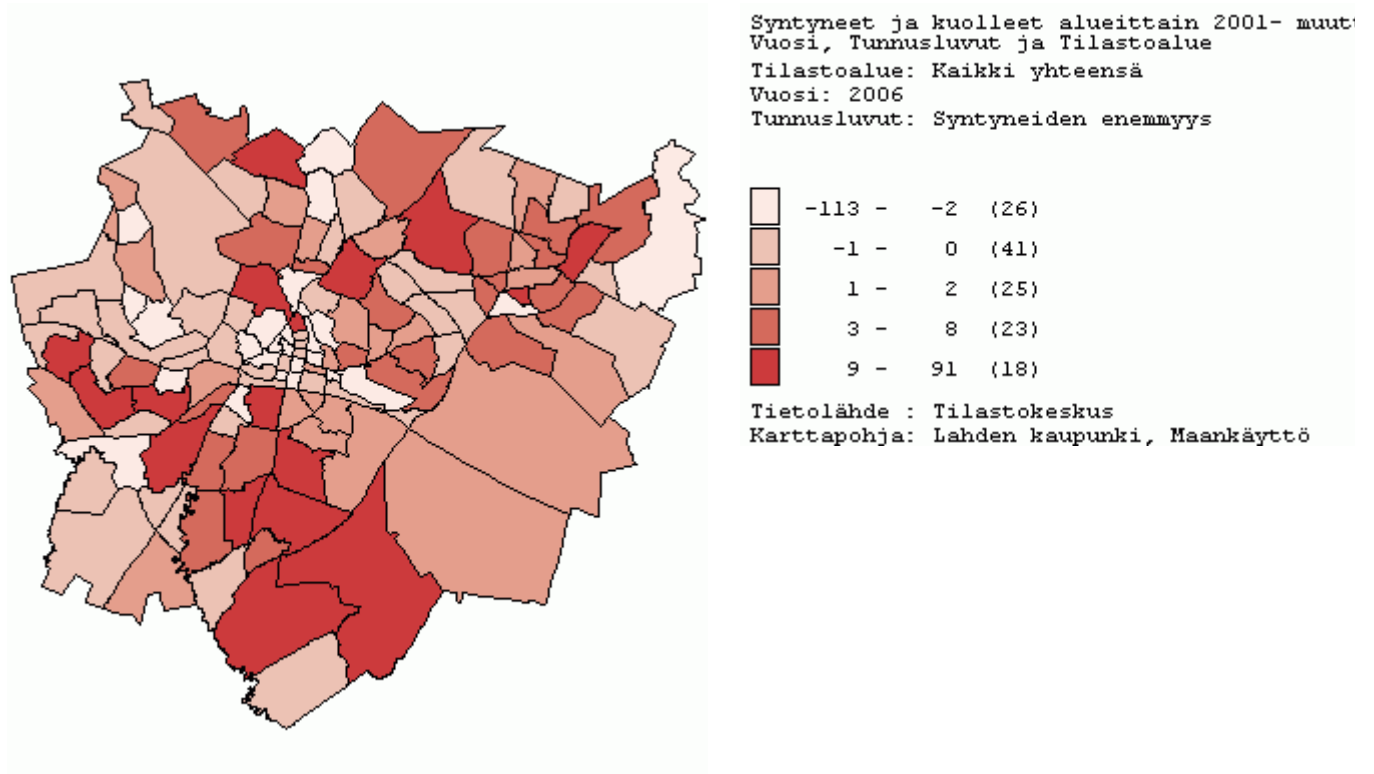 Syntyneet ja kuolleet alueittain 2001-
Vuosi, Tunnusluvut ja Tilastoalue
Tilastoalue: Kaikki yhteensä
Vuosi: 2006
Tunnusluvut: Syntyneiden enemmyys
-113 - -2 (26)
-1 - 0 (41)
1 - 2 (25)
3 - 8 (23)
9 - 91 (18)
Tietolähde : Tilastokeskus
Karttapohja: Lahden kaupunki, Maankäyttö